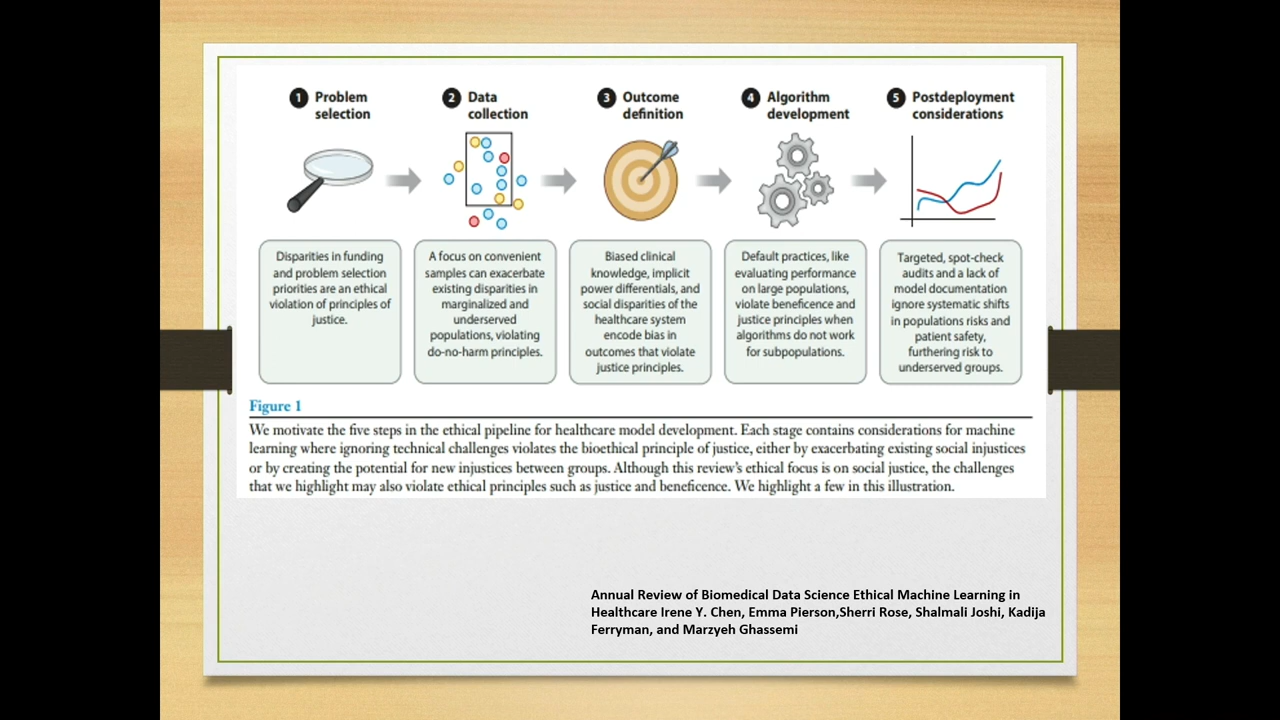 1 Problem
selection
2 Data
collection
3 Outcome
definition
4 Algorithm
development
5 Postdeployment
considerations
Disparities in funding
and problem selection
priorities are an ethical
violation of principles of
justice.
A focus on convenient
samples can exacerbate
existing disparities in
marginalized and
underserved
populations, violating
do-no-harm principles.
Biased clinical
knowledge, implicit
power differentials, and
social disparities of the
healthcare system
encode bias in
outcomes that violate
justice principles.
Default practices, like
evaluating performance
on large populations,
violate beneficence and
justice principles when
algorithms do not work
for subpopulations.
Targeted, spot-check
audits and a lack of
model documentation
ignore systematic shifts
in populations risks and
patient safety,
furthering risk to
underserved groups.
Figure 1
We motivate the five steps in the ethical pipeline for healthcare model development. Each stage contains considerations for machine
learning where ignoring technical challenges violates the bioethical principle of justice, either by exacerbating existing social injustices
or by creating the potential for new injustices between groups. Although this review's ethical focus is on social justice, the challenges
that we highlight may also violate ethical principles such as justice and beneficence. We highlight a few in this illustration.
Annual Review of Biomedical Data Science Ethical Machine Learning in
Healthcare Irene Y. Chen, Emma Pierson,Sherri Rose, Shalmali Joshi, Kadija
Ferryman, and Marzyeh Ghassemi